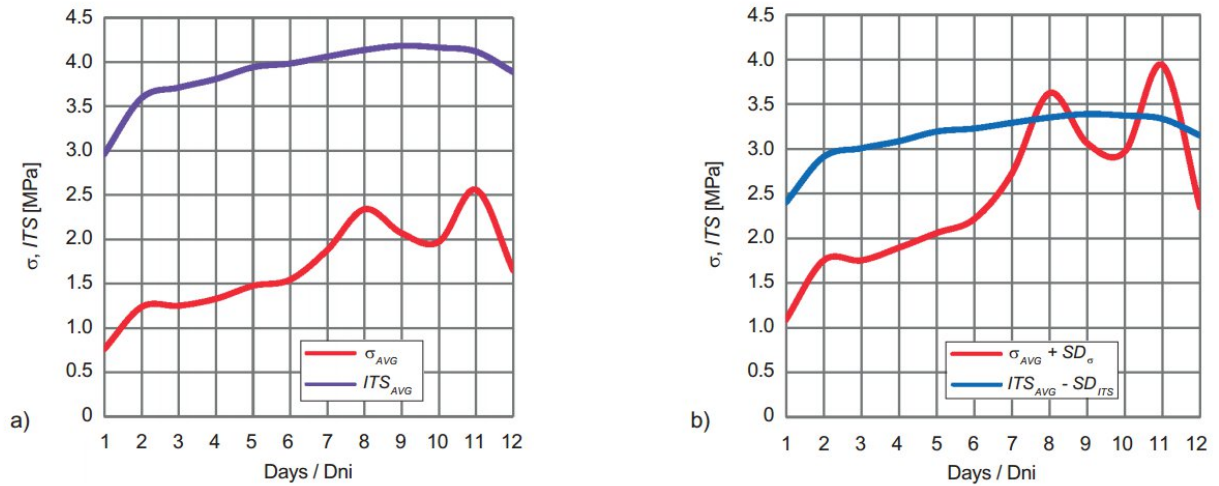 4.5
4.0
3.5
3.0
2.5
2.0
1.5
1.0
0.5
0
σ, ITS [MPa]
σAVG
ITSAVG
a)
1 2 3 4 5 6 7 8 9 10 11 12
Days / Dni
4.5
4.0
3.5
3.0
2.5
2.0
1.5
1.0
0.5
0
σ, ITS [MPa]
σAVG + SDσ
ITSAVG - SDITS
b)
1 2 3 4 5 6 7 8 9 10 11 12
Days / Dni